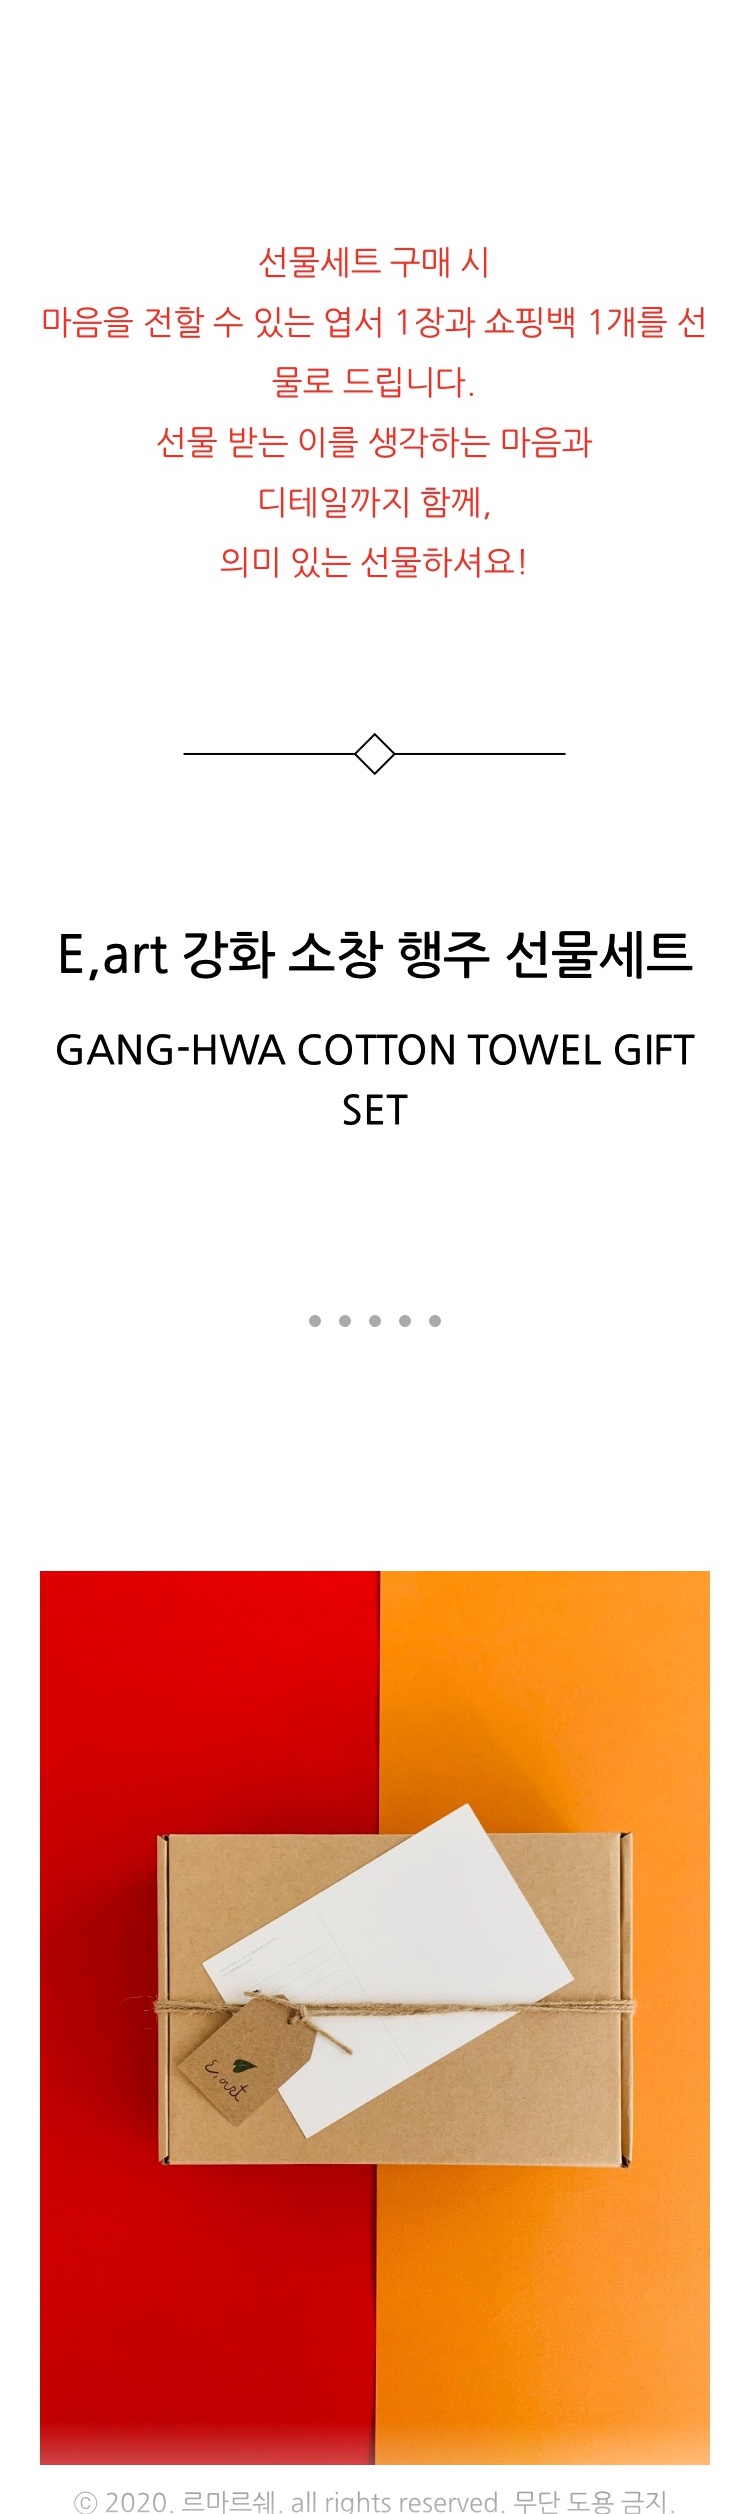 선물세트 구매 시
마음을 전할 수 있는 엽서 1장과 쇼핑백 1개를 선
물로 드립니다.
선물 받는 이를 생각하는 마음과
디테일까지 함께,
의미 있는 선물하셔요!
E,art 강화 소창 행주 선물세트
GANG-HWA COTTON TOWEL GIFT
SET
E,art
ⓒ 2020. 르마르쉐. all rights reserved. 무단 도용 금지.